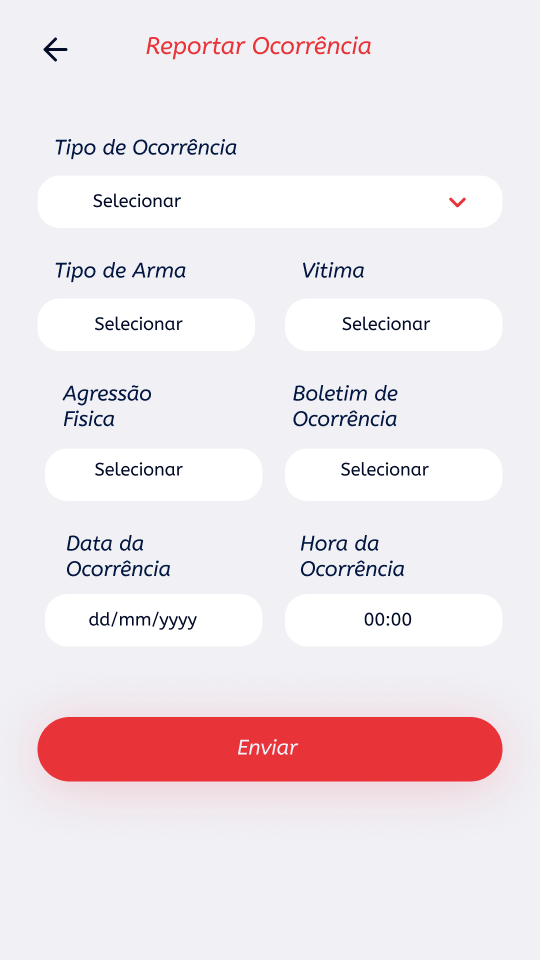 Reportar Ocorrência
Tipo de Ocorrência
Selecionar
Tipo de Arma
Vitima
Selecionar
Selecionar
Agressão
Fisica
Boletim de
Ocorrência
Selecionar
Selecionar
Data da
Ocorrência
Hora da
Ocorrência
dd/mm/yyyy
00:00
Enviar